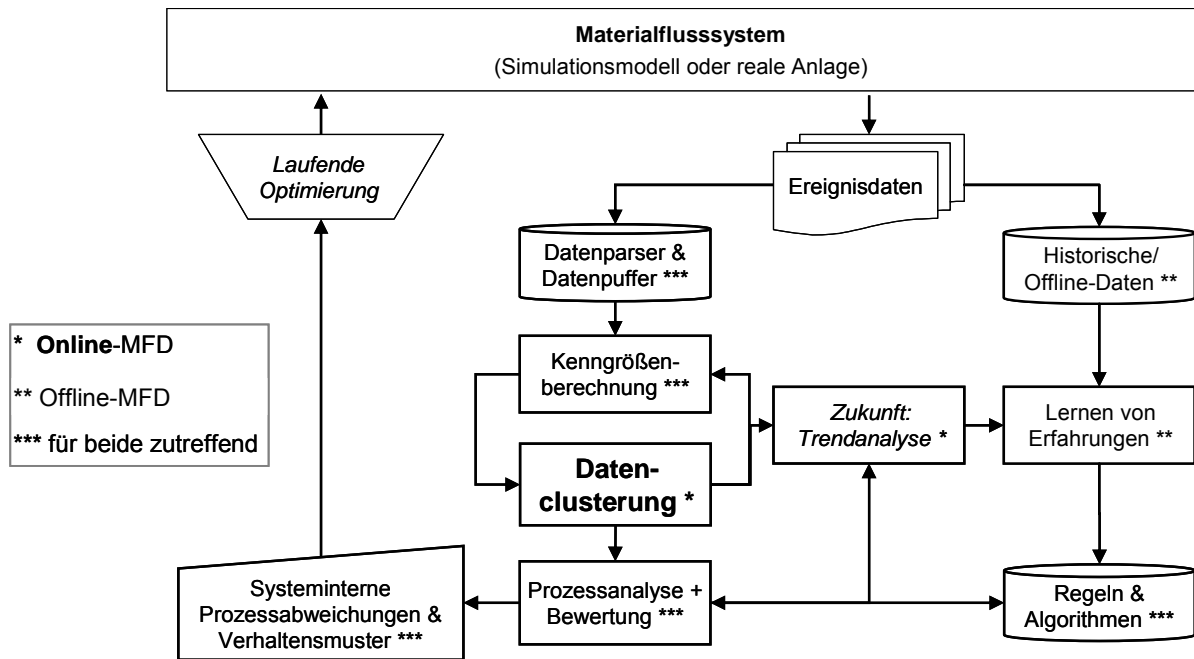 Materialflusssystem
(Simulationsmodell oder reale Anlage)
Laufende
Optimierung
Ereignisdaten
Datenparser &
Datenpuffer ***
Historische/
Offline-Daten **
* Online-MFD
** Offline-MFD
*** für beide zutreffend
Kenngrößen-
berechnung ***
Zukunft:
Trendanalyse *
Lernen von
Erfahrungen **
Daten-
clusterung *
Systeminterne
Prozessabweichungen &
Verhaltensmuster ***
Prozessanalyse +
Bewertung ***
Regeln &
Algorithmen ***